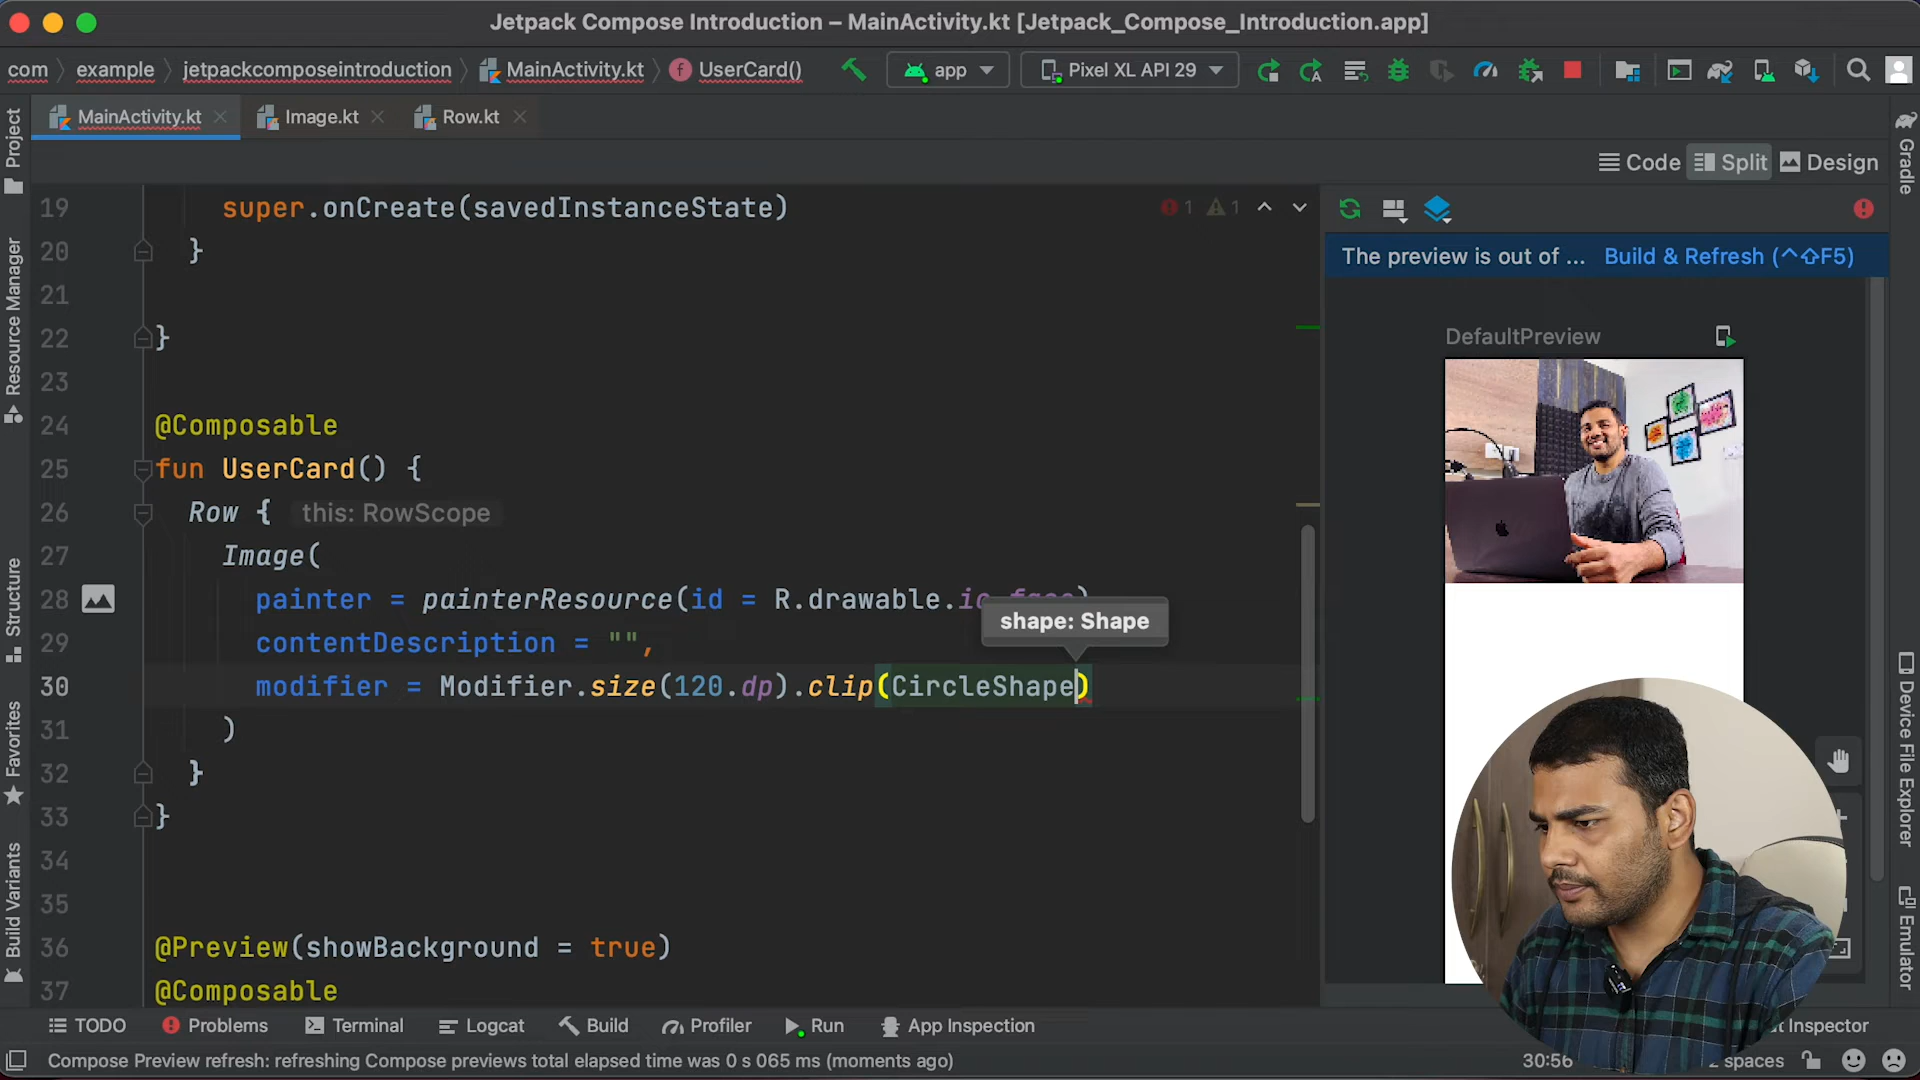 Jetpack Compose Introduction – MainActivity.kt [Jetpack_Compose_Introduction.app]
com example jetpackcomposeintroduction MainActivity.kt UserCard() app Pixel XL API 29
MainActivity.kt Image.kt Row.kt
Code Split Design
19 super.onCreate(savedInstanceState)
1 1
20 }
21
22 }
23
24 @Composable
25 fun UserCard() {
26 Row { this: RowScope
27 Image(
28 painter = painterResource(id = R.drawable.ic_face),
shape: Shape
29 contentDescription = "",
30 modifier = Modifier.size(120.dp).clip(CircleShape)
31 )
32 }
33 }
34
35
36 @Preview(showBackground = true)
37 @Composable
The preview is out of ... Build & Refresh (^⇧F5)
DefaultPreview
Project
Resource Manager
Structure
Favorites
Build Variants
Gradle
Device File Explorer
Emulator
TODO Problems Terminal Logcat Build Profiler Run App Inspection
t Inspector
Compose Preview refresh: refreshing Compose previews total elapsed time was 0 s 065 ms (moments ago)
30:56
2 spaces